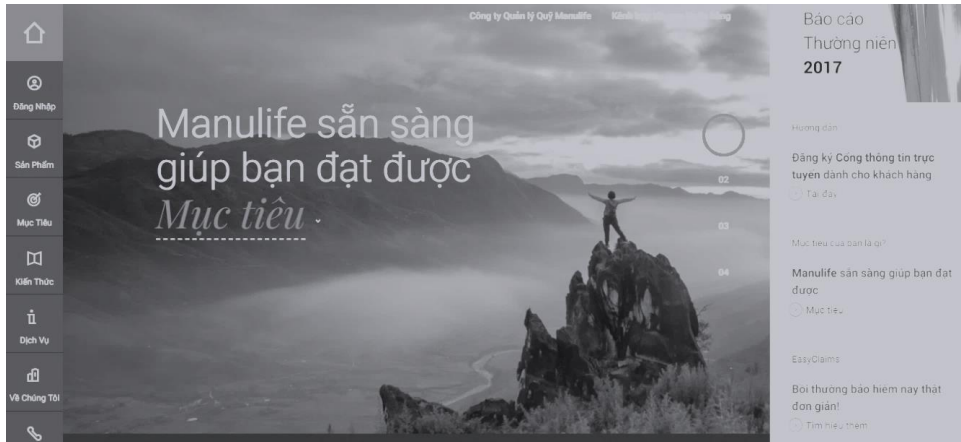 Công ty Quản lý Quỹ Manulife
Đăng Nhập
Sản Phẩm
Mục Tiêu
Kiến Thức
Dịch Vụ
Về Chúng Tôi
Manulife sẵn sàng
giúp bạn đạt được
Mục tiêu
02
03
04
Báo cáo
Thường niên
2017
Hướng dẫn
Đăng ký Cổng thông tin trực
tuyến dành cho khách hàng
Tại đây
Mục tiêu của bạn là gì?
Manulife sẵn sàng giúp bạn đạt
được
Mục tiêu
EasyClaims
Bồi thường bảo hiểm nay thật
đơn giản!
Tìm hiểu thêm